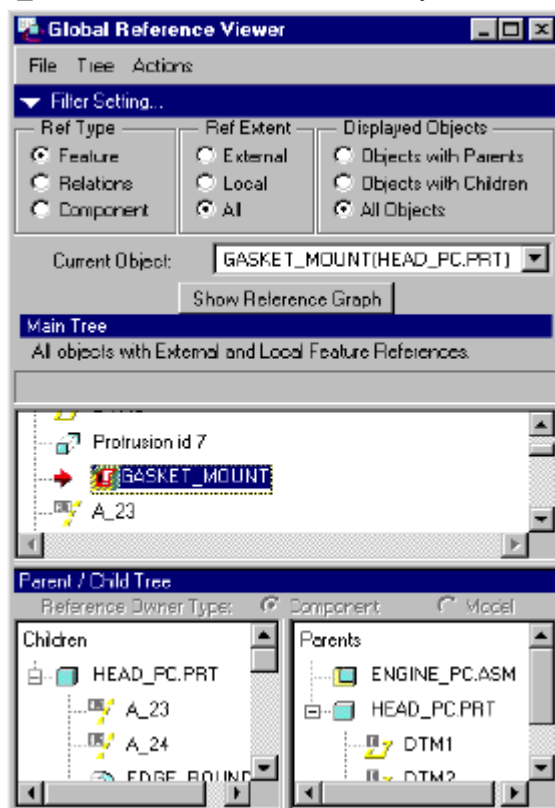 Global Reference Viewer
File Tree Actions
Filter Setting...
Ref Type
Feature
Relations
Component
Ref Extent
External
Local
All
Displayed Objects
Objects with Parents
Objects with Children
All Objects
Current Object: GASKET_MOUNT(HEAD_PC.PRT)
Show Reference Graph
Main Tree
All objects with External and Local Feature References.
Protrusion id 7
GASKET_MOUNT
A_23
Parent / Child Tree
Reference Owner Type: Component Model
Children
HEAD_PC.PRT
A_23
A_24
EDGE_ROUND
Parents
ENGINE_PC.ASM
HEAD_PC.PRT
DTM1
DTM2